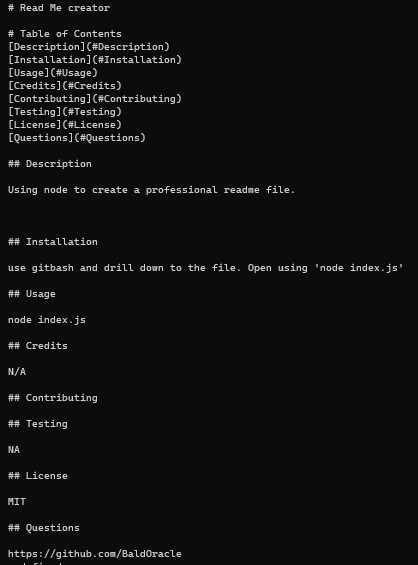 # Read Me creator
# Table of Contents
[Description](#Description)
[Installation](#Installation)
[Usage](#Usage)
[Credits](#Credits)
[Contributing](#Contributing)
[Testing](#Testing)
[License](#License)
[Questions](#Questions)
## Description
Using node to create a professional readme file.
## Installation
use gitbash and drill down to the file. Open using 'node index.js'
## Usage
node index.js
## Credits
N/A
## Contributing
## Testing
NA
## License
MIT
## Questions
https://github.com/BaldOracle